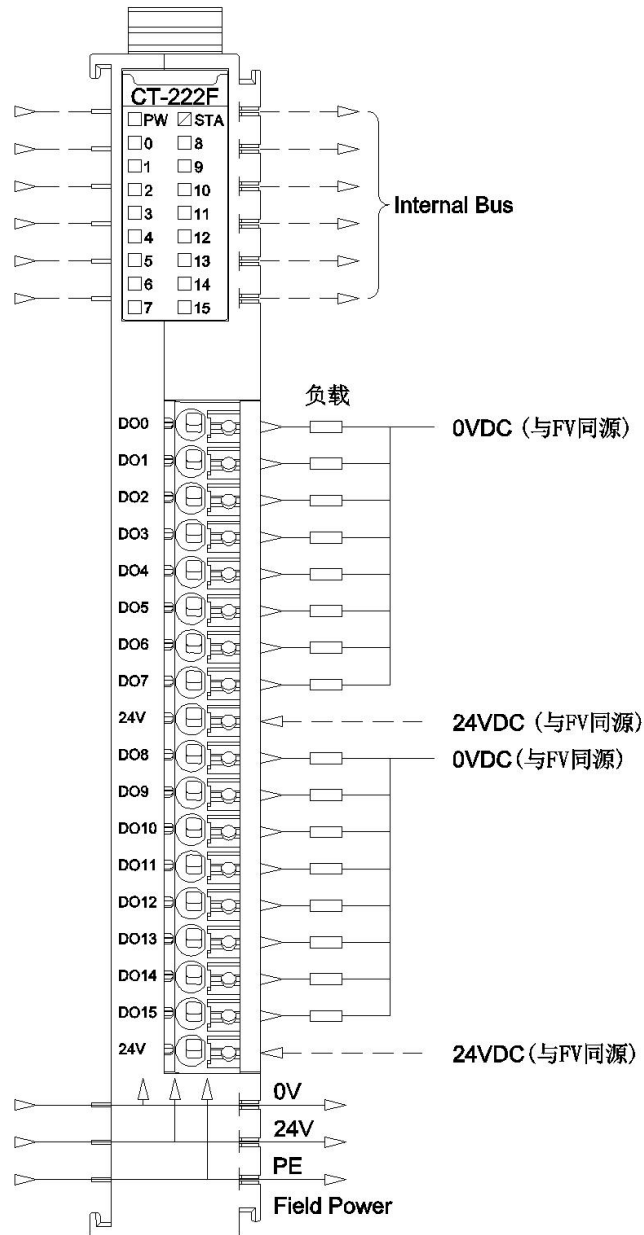 CT-222F
PW STA
0 8
1 9
2 10
3 11
4 12
5 13
6 14
7 15
Internal Bus
负载
DO0 0VDC (与FV同源)
DO1
DO2
DO3
DO4
DO5
DO6
DO7
24V 24VDC (与FV同源)
DO8 0VDC(与FV同源)
DO9
DO10
DO11
DO12
DO13
DO14
DO15
24V 24VDC(与FV同源)
0V
24V
PE
Field Power